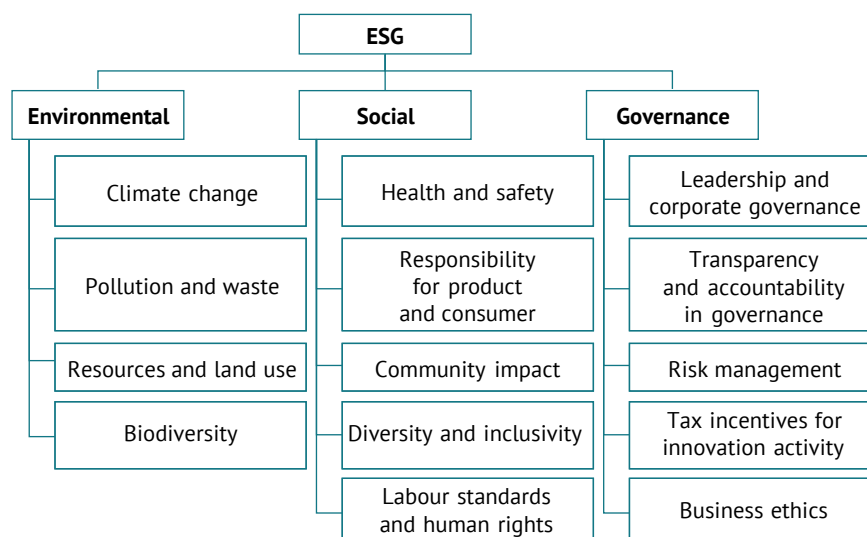 ESG
Environmental
Climate change
Pollution and waste
Resources and land use
Biodiversity
Social
Health and safety
Responsibility
for product
and consumer
Community impact
Diversity and inclusivity
Labour standards
and human rights
Governance
Leadership and
corporate governance
Transparency
and accountability
in governance
Risk management
Tax incentives for
innovation activity
Business ethics